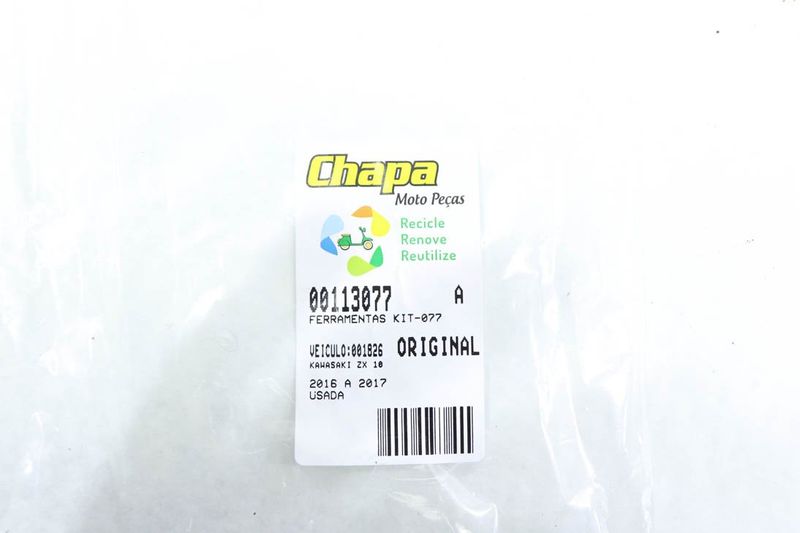 Chapa
Moto Peças
Recicle
Renove
Reutilize
00113077 A
FERRAMENTAS KIT-077
VEICULO:001826 ORIGINAL
KAWASAKI ZX 10
2016 A 2017
USADA